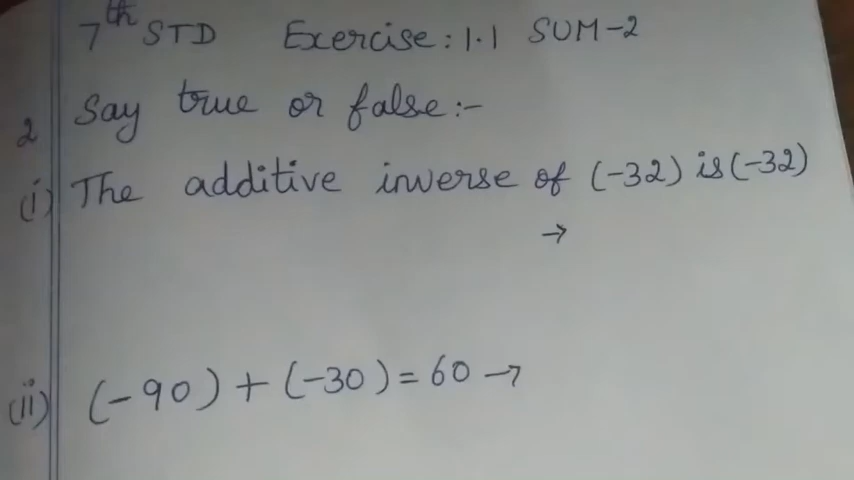 7th STD Exercise: 1.1 SUM-2
2 Say true or false:-
(i) The additive inverse of (-32) is (-32)
→
(ii) (-90) + (-30) = 60 →